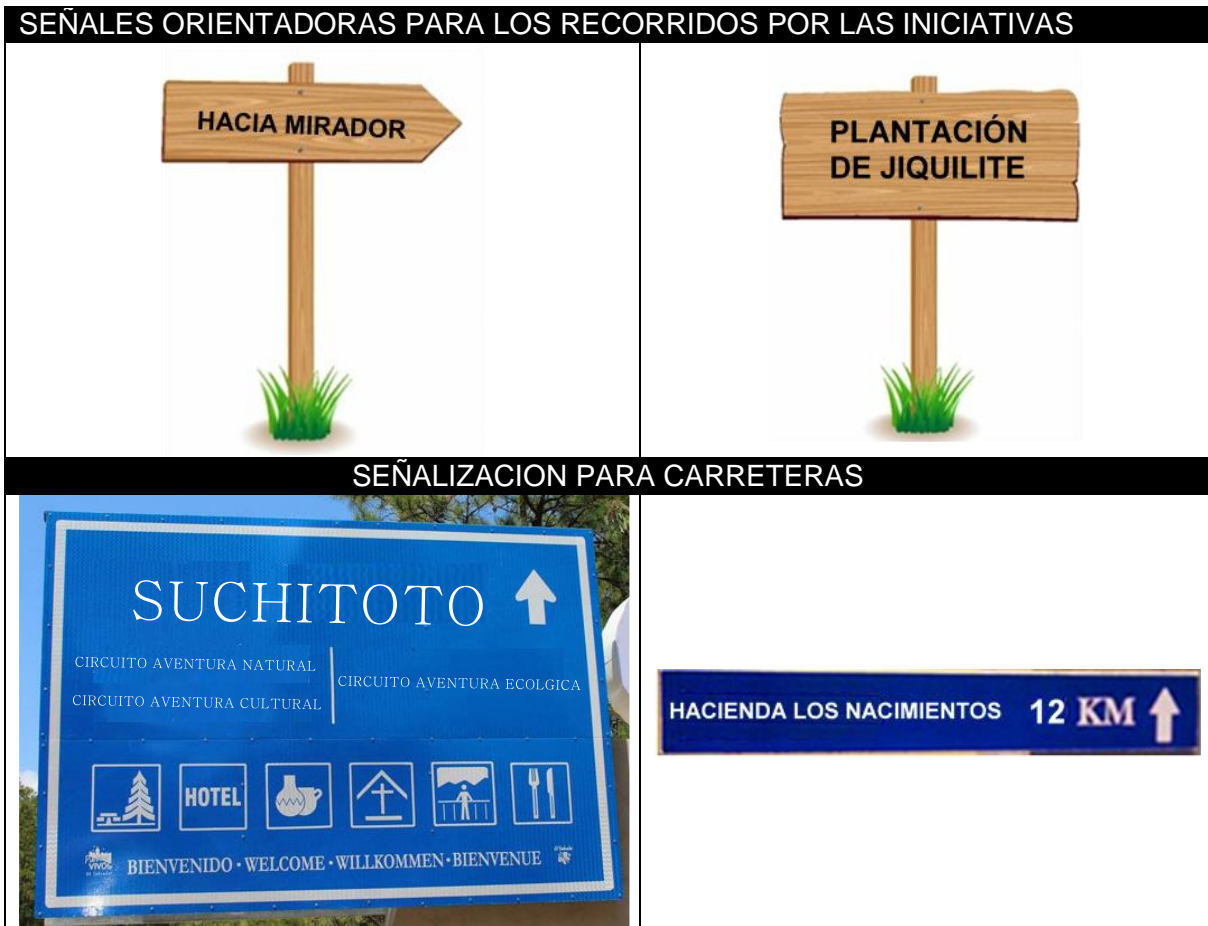 SEÑALES ORIENTADORAS PARA LOS RECORRIDOS POR LAS INICIATIVAS
HACIA MIRADOR
PLANTACIÓN
DE JIQUILITE
SEÑALIZACION PARA CARRETERAS
SUCHITOTO
CIRCUITO AVENTURA NATURAL
CIRCUITO AVENTURA CULTURAL
CIRCUITO AVENTURA ECOLGICA
HOTEL
BIENVENIDO · WELCOME · WILLKOMMEN · BIENVENUE
HACIENDA LOS NACIMIENTOS 12 KM